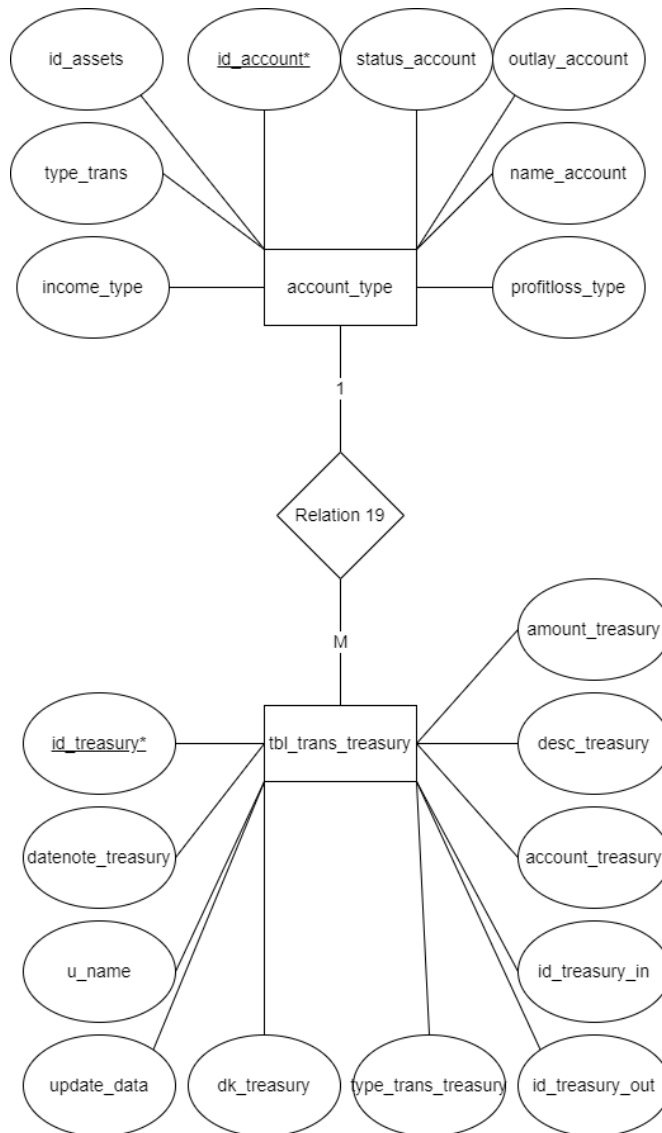 id_assets
id_account*
status_account
outlay_account
type_trans
name_account
income_type
account_type
profitloss_type
1
Relation 19
M
amount_treasury
id_treasury*
tbl_trans_treasury
desc_treasury
datenote_treasury
account_treasury
u_name
id_treasury_in
update_data
dk_treasury
type_trans_treasury
id_treasury_out